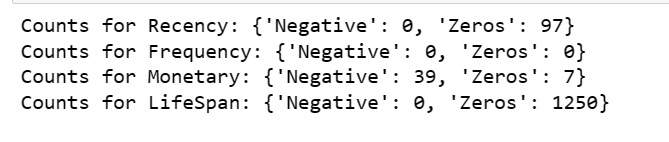 Counts for Recency: {'Negative': 0, 'Zeros': 97}
Counts for Frequency: {'Negative': 0, 'Zeros': 0}
Counts for Monetary: {'Negative': 39, 'Zeros': 7}
Counts for LifeSpan: {'Negative': 0, 'Zeros': 1250}